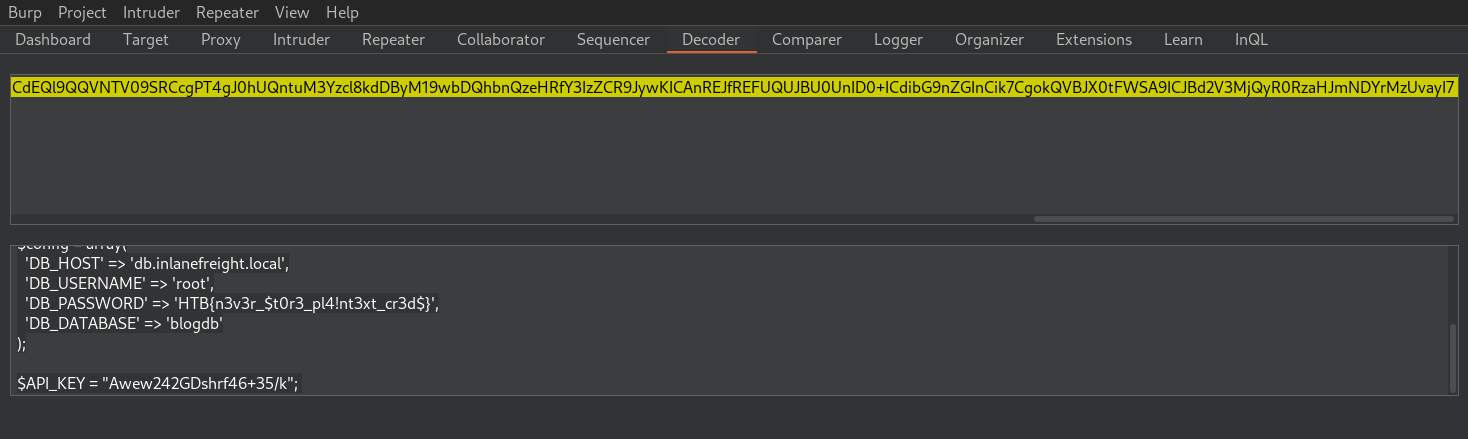 Burp Project Intruder Repeater View Help
Dashboard Target Proxy Intruder Repeater Collaborator Sequencer Decoder Comparer Logger Organizer Extensions Learn InQL
CdEQl9QQVNTV09SRCcgPT4gJ0hUQntuM3Yzcl8kdDByM19wbDQhbnQzeHRfY3IzZCR9JywKICAnREJfREFUQUJBU0UnID0+ICdibG9nZGInCik7CgokQVBJX0tFWSA9ICJBd2V3MjQyR0RzaHJmNDYrMzUvayI7
$config = array(
'DB_HOST' => 'db.inlanefreight.local',
'DB_USERNAME' => 'root',
'DB_PASSWORD' => 'HTB{n3v3r_$t0r3_pl4!nt3xt_cr3d$}',
'DB_DATABASE' => 'blogdb'
);
$API_KEY = "Awew242GDshrf46+35/k";